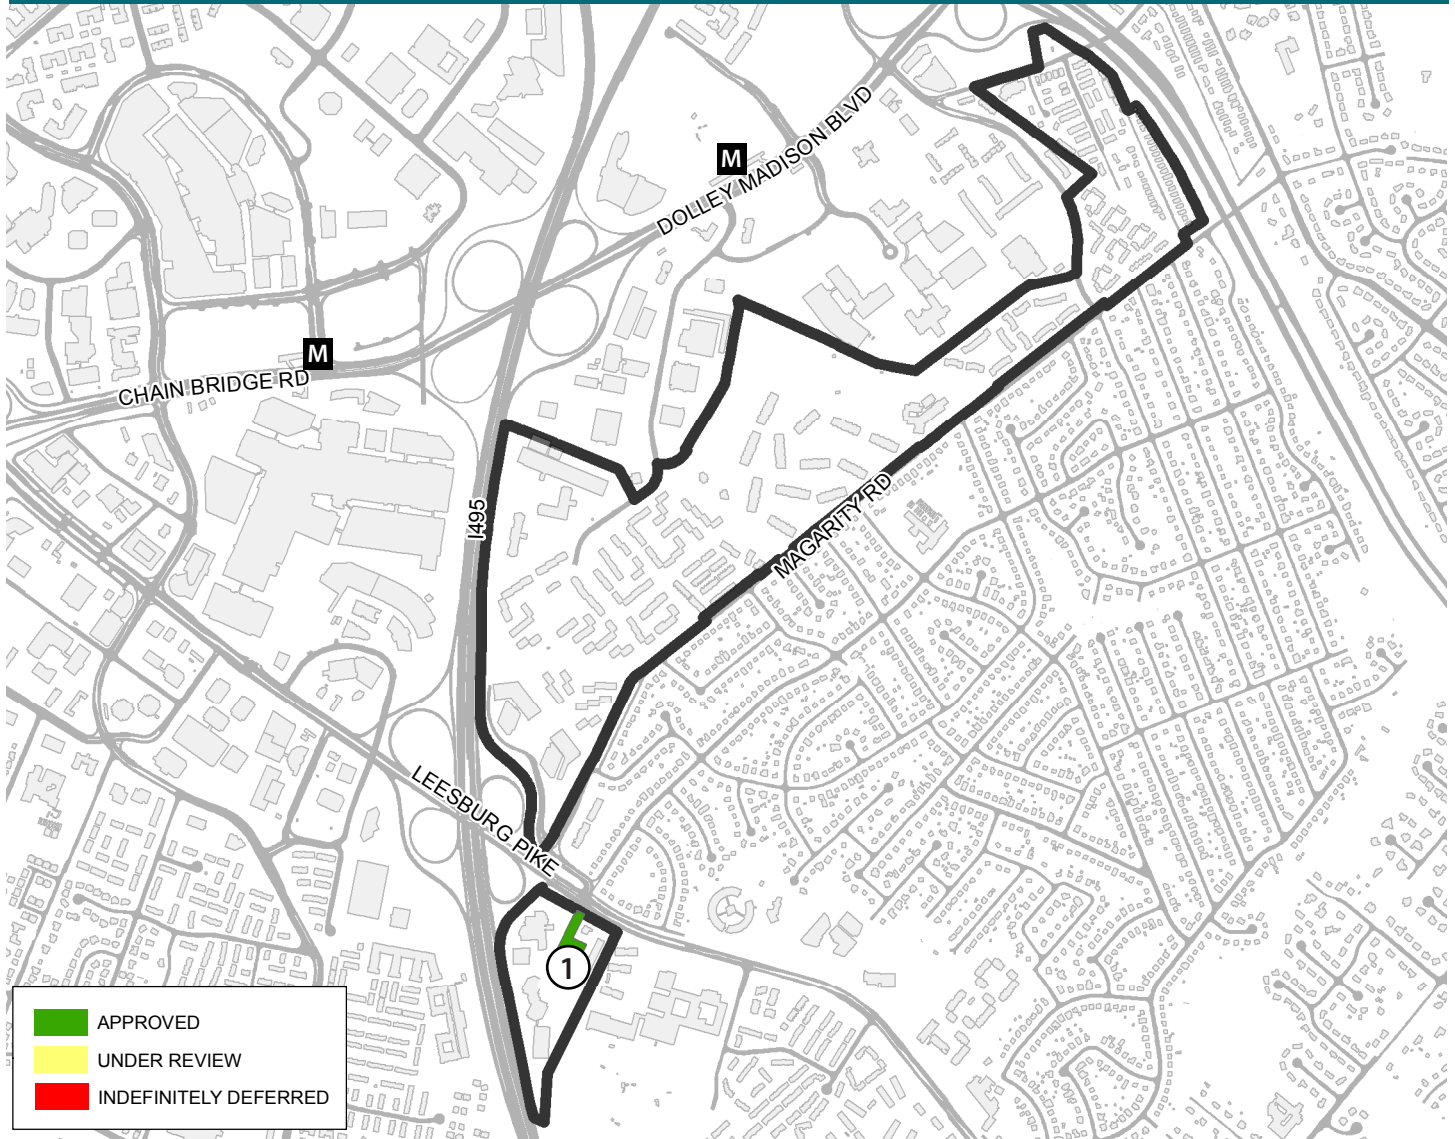 M
DOLLEY MADISON BLVD
M
CHAIN BRIDGE RD
I495
MAGARITY RD
LEESBURG PIKE
1
APPROVED
UNDER REVIEW
INDEFINITELY DEFERRED